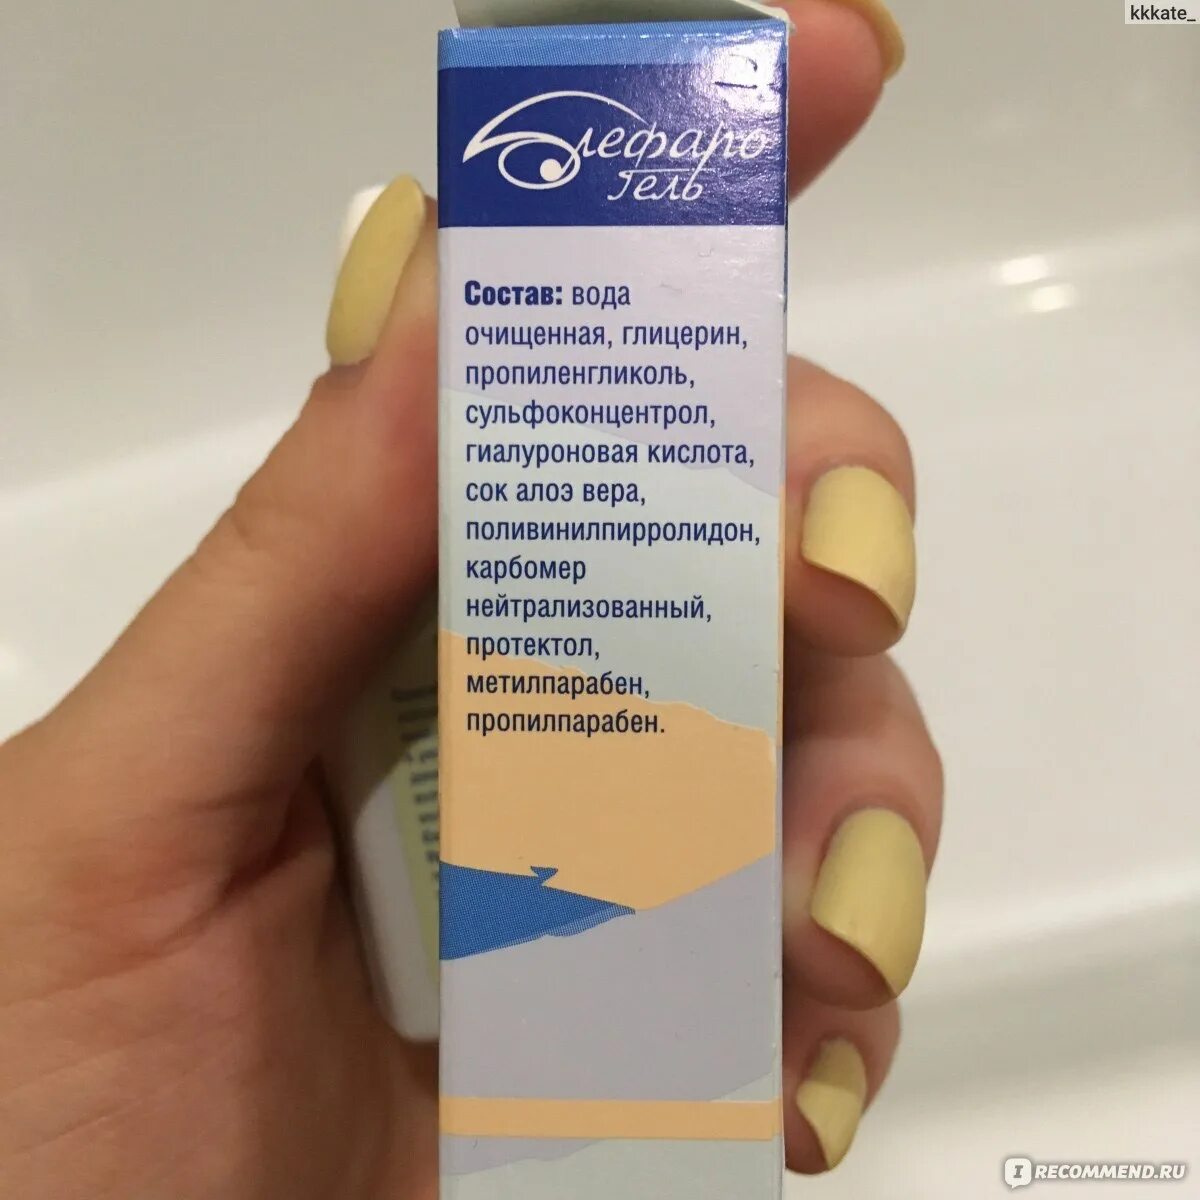 kkkate_
Блефаро
Гель
Состав: вода
очищенная, глицерин,
пропиленгликоль,
сульфоконцентрол,
гиалуроновая кислота,
сок алоэ вера,
поливинилпирролидон,
карбомер
нейтрализованный,
протектол,
метилпарабен,
пропилпарабен.
IRECOMMEND.RU